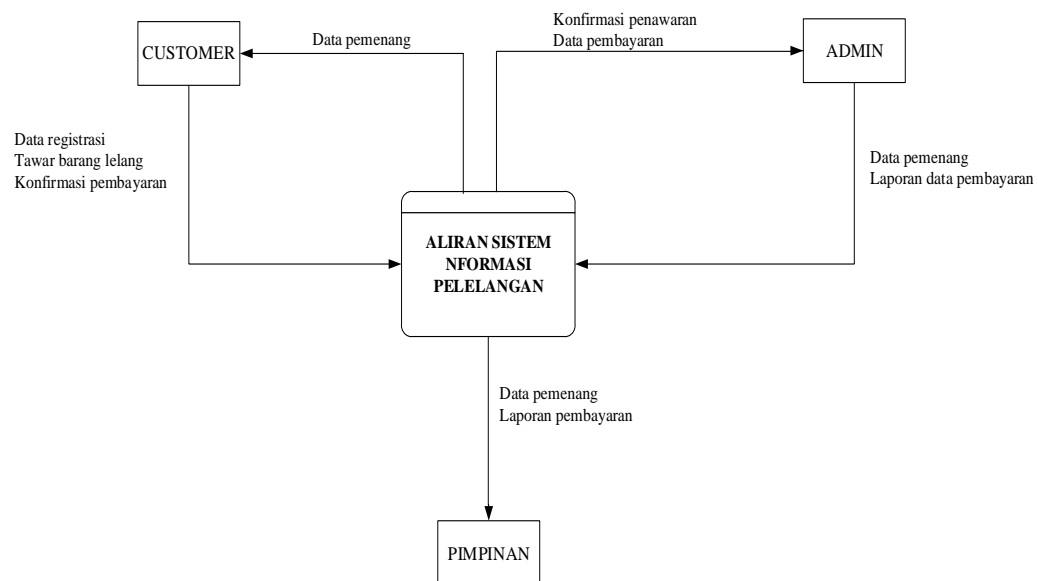 CUSTOMER
Data pemenang
Konfirmasi penawaran
Data pembayaran
ADMIN
Data registrasi
Tawar barang lelang
Konfirmasi pembayaran
Data pemenang
Laporan data pembayaran
ALIRAN SISTEM
NFORMASI
PELELANGAN
Data pemenang
Laporan pembayaran
PIMPINAN